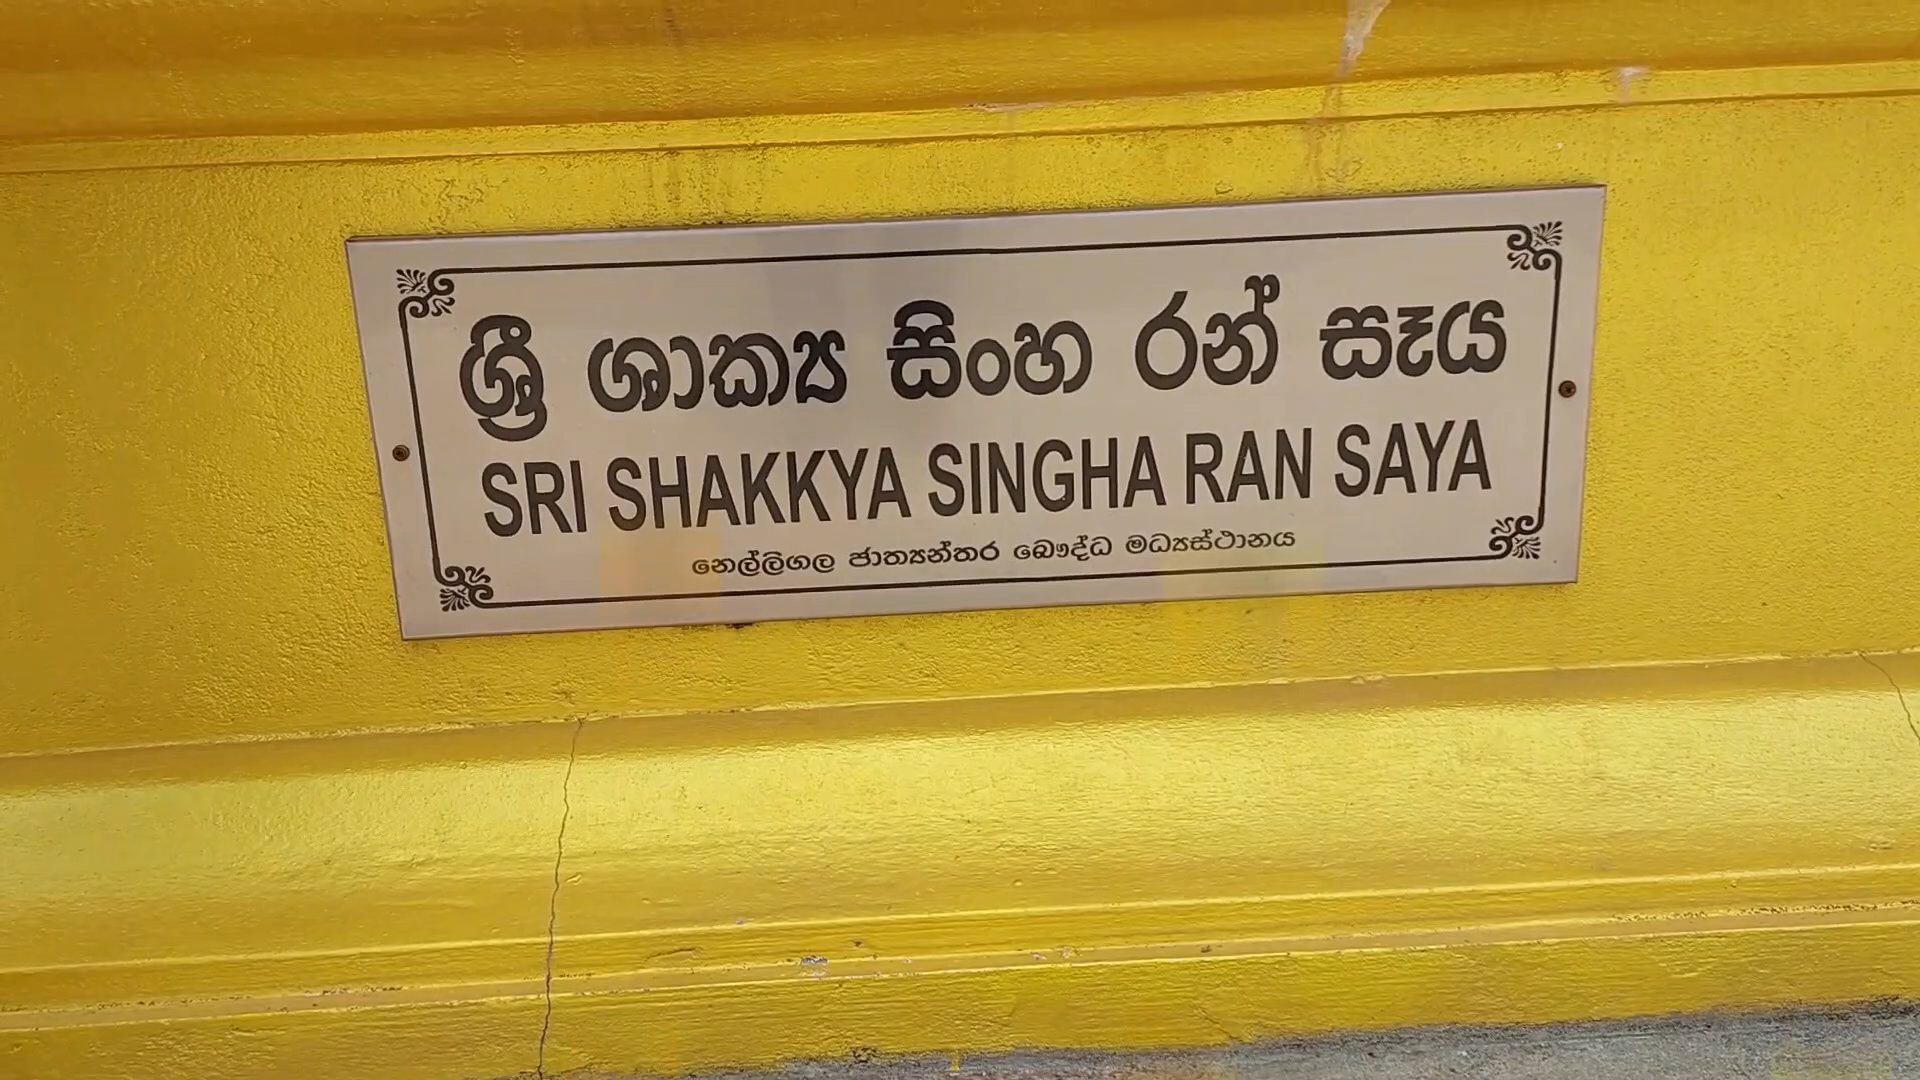 ශ්‍රී ශාක්‍ය සිංහ රන් සෑය
SRI SHAKKYA SINGHA RAN SAYA
නෙල්ලිගල ජාත්‍යන්තර බෞද්ධ මධ්‍යස්ථානය